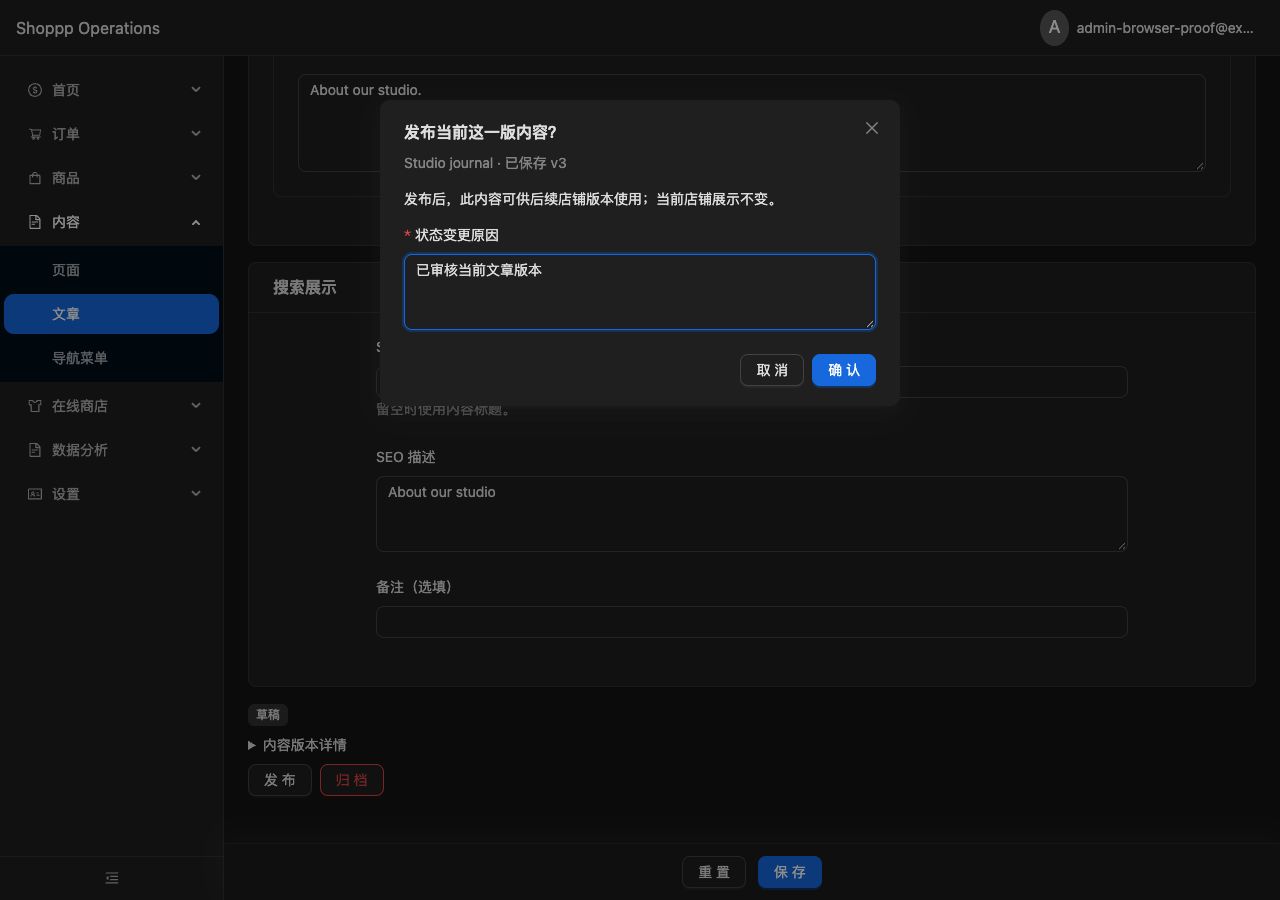 Shoppp Operations
A
admin-browser-proof@ex...
首页
订单
商品
内容
页面
文章
导航菜单
在线商店
数据分析
设置
About our studio.
发布当前这一版内容?
Studio journal · 已保存 v3
发布后，此内容可供后续店铺版本使用；当前店铺展示不变。
* 状态变更原因
已审核当前文章版本
取 消
确 认
搜索展示
S
留空时使用内容标题。
SEO 描述
About our studio
备注（选填）
草稿
内容版本详情
发 布
归 档
重 置
保 存